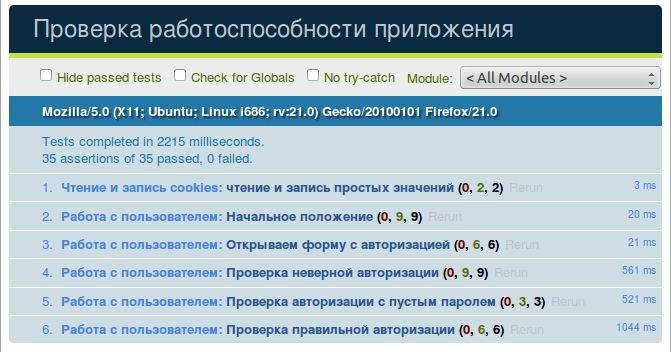 Проверка работоспособности приложения
Hide passed tests Check for Globals No try-catch Module: < All Modules >
Mozilla/5.0 (X11; Ubuntu; Linux i686; rv:21.0) Gecko/20100101 Firefox/21.0
Tests completed in 2215 milliseconds.
35 assertions of 35 passed, 0 failed.
1. Чтение и запись cookies: чтение и запись простых значений (0, 2, 2) Rerun 3 ms
2. Работа с пользователем: Начальное положение (0, 9, 9) Rerun 20 ms
3. Работа с пользователем: Открываем форму с авторизацией (0, 6, 6) Rerun 21 ms
4. Работа с пользователем: Проверка неверной авторизации (0, 9, 9) Rerun 561 ms
5. Работа с пользователем: Проверка авторизации с пустым паролем (0, 3, 3) Rerun 521 ms
6. Работа с пользователем: Проверка правильной авторизации (0, 6, 6) Rerun 1044 ms